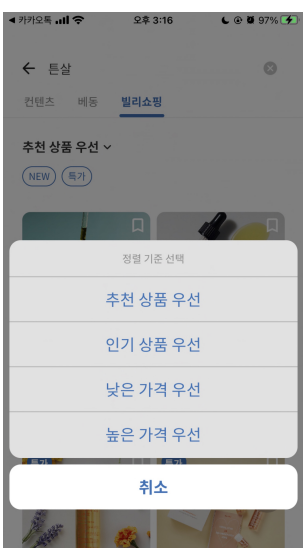 카카오톡 오후 3:16 97%
튼살
컨텐츠 베동 빌리쇼핑
추천 상품 우선
NEW 특가
정렬 기준 선택
추천 상품 우선
인기 상품 우선
낮은 가격 우선
높은 가격 우선
특가 특가
취소